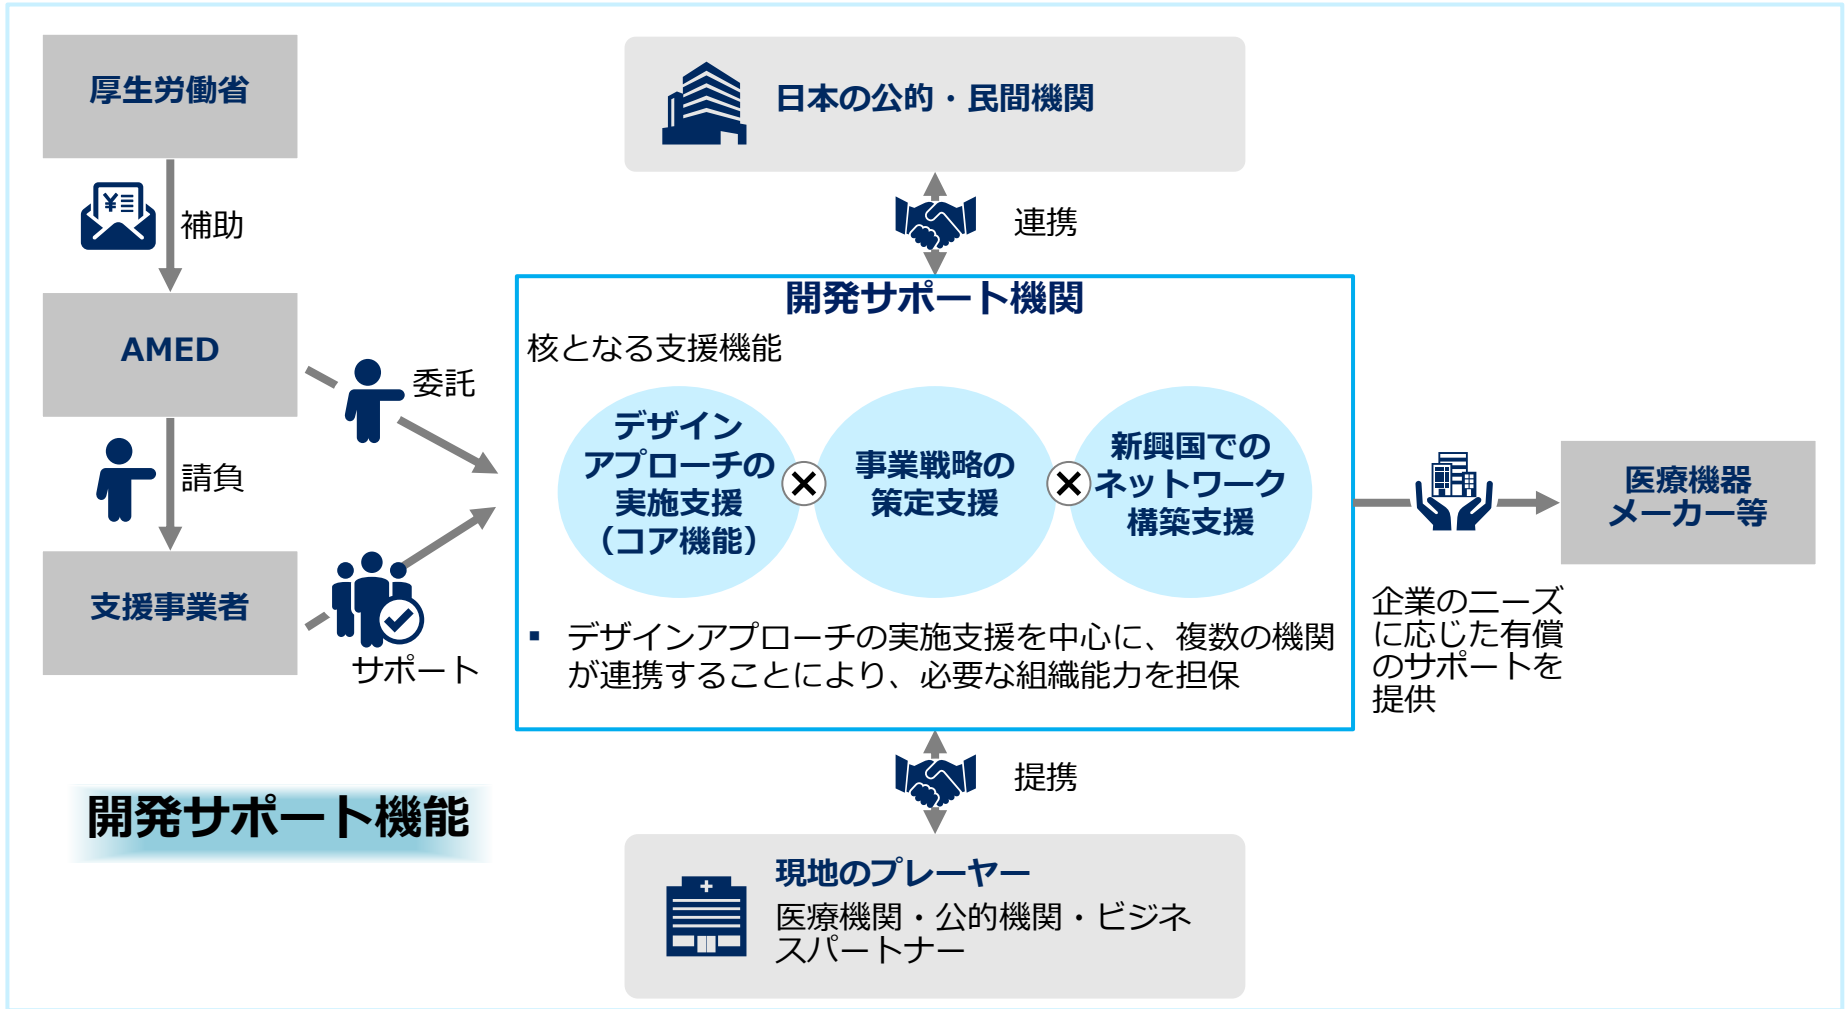 厚生労働省
補助
AMED
委託
請負
支援事業者
サポート
開発サポート機能
日本の公的・民間機関
連携
開発サポート機関
核となる支援機能
デザイン
アプローチの
実施支援
（コア機能）
事業戦略の
策定支援
新興国での
ネットワーク
構築支援
▪ デザインアプローチの実施支援を中心に、複数の機関
が連携することにより、必要な組織能力を担保
提携
現地のプレーヤー
医療機関・公的機関・ビジネ
スパートナー
医療機器
メーカー等
企業のニーズ
に応じた有償
のサポートを
提供